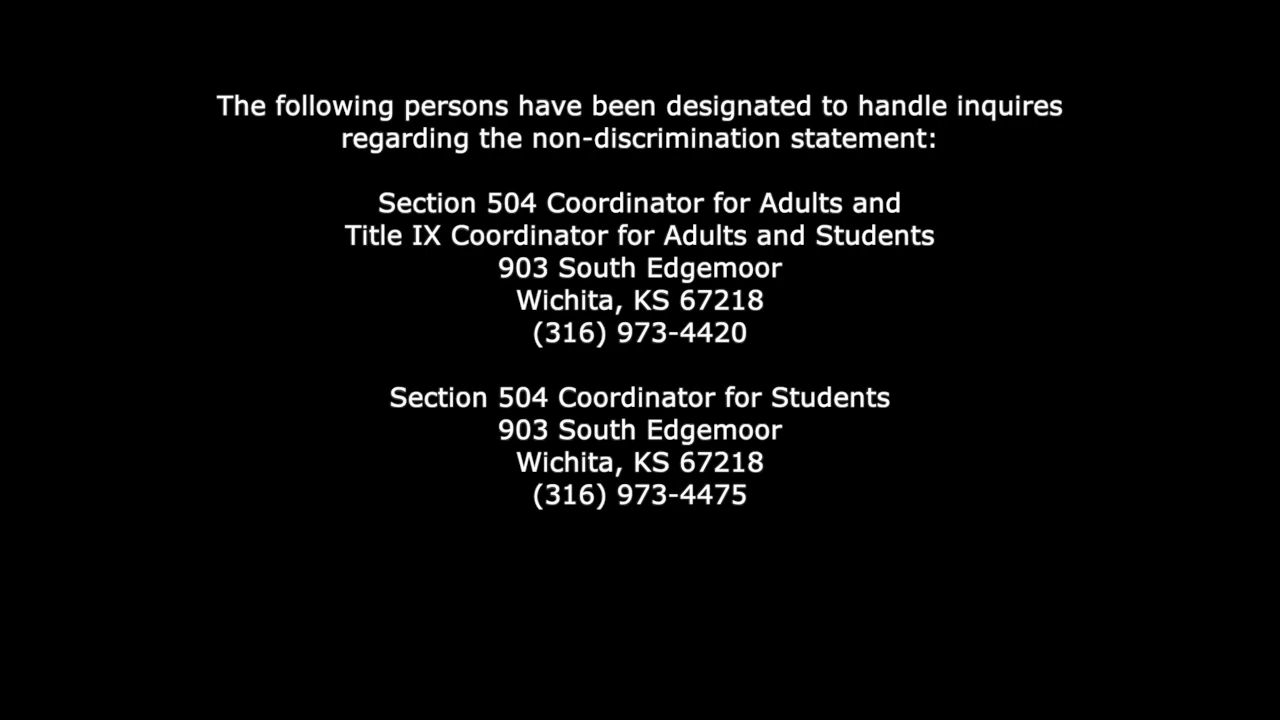 The following persons have been designated to handle inquires
regarding the non-discrimination statement:
Section 504 Coordinator for Adults and
Title IX Coordinator for Adults and Students
903 South Edgemoor
Wichita, KS 67218
(316) 973-4420
Section 504 Coordinator for Students
903 South Edgemoor
Wichita, KS 67218
(316) 973-4475